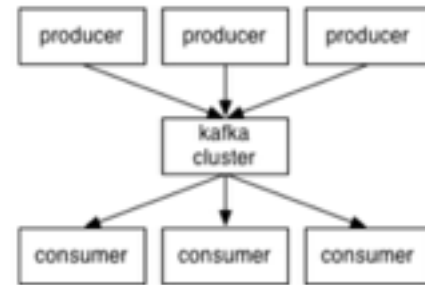 producer
producer
producer
kafka
cluster
consumer
consumer
consumer